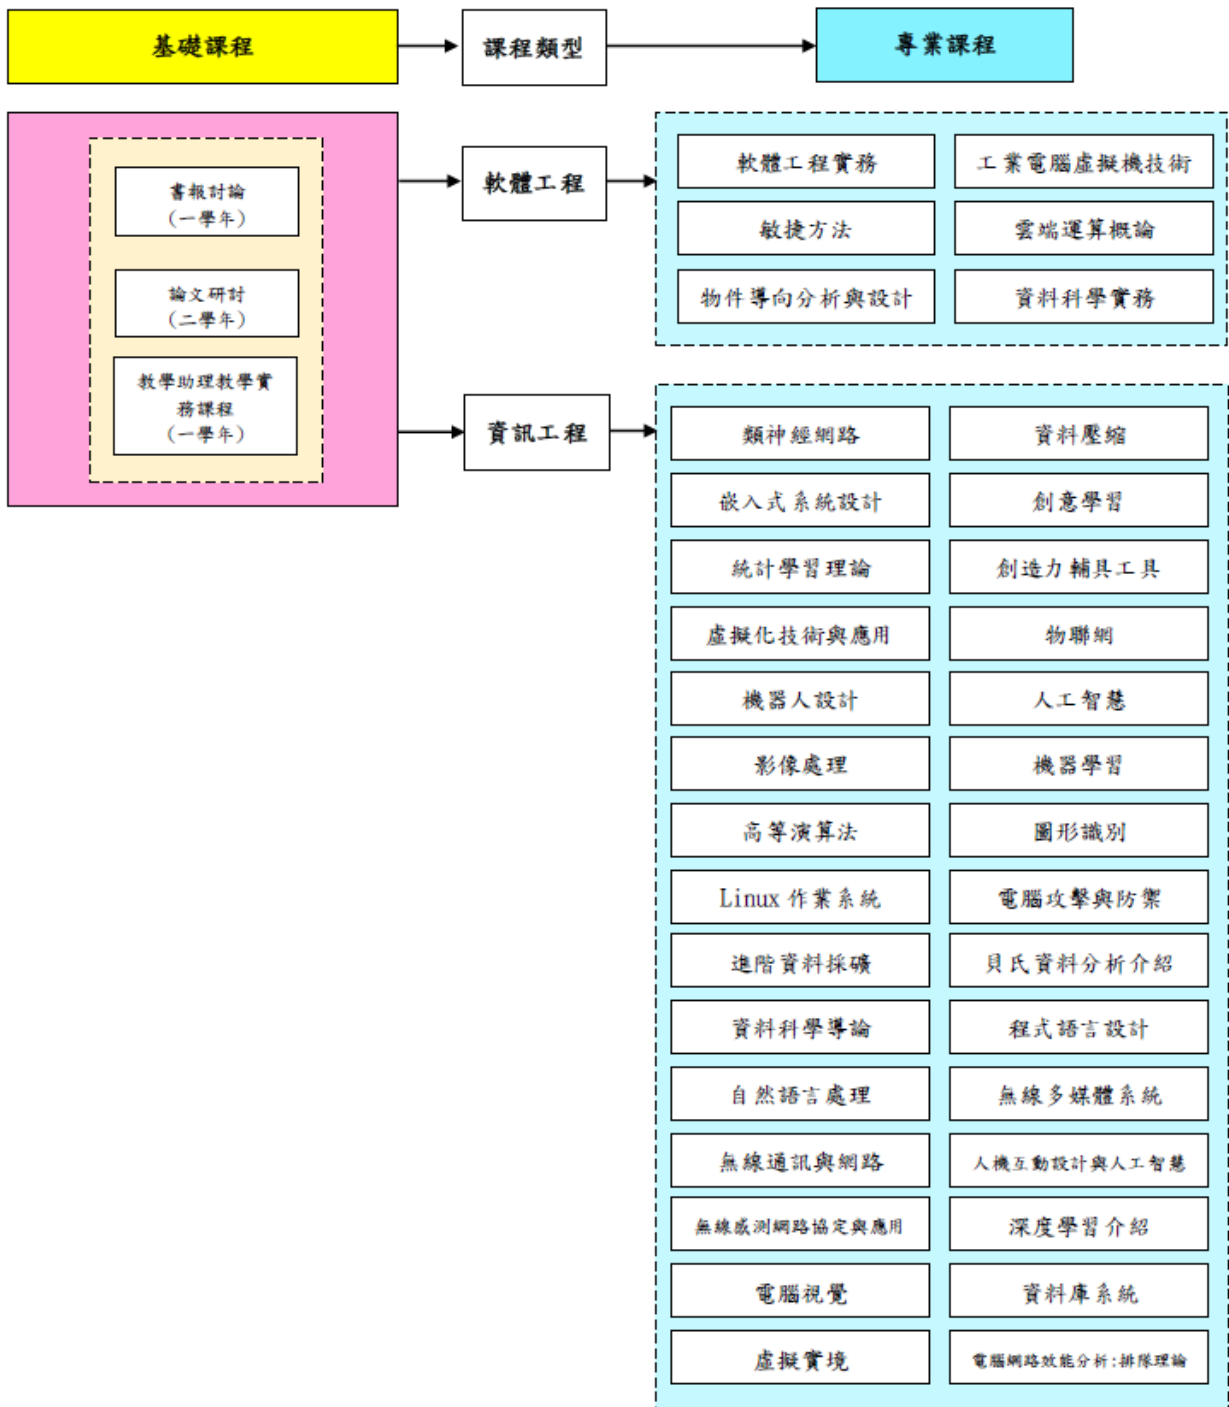 基礎課程
課程類型
專業課程
書報討論
(一學年)
論文研討
(二學年)
教學助理教學實
務課程
(一學年)
軟體工程
軟體工程實務
工業電腦虛擬機技術
敏捷方法
雲端運算概論
物件導向分析與設計
資料科學實務
資訊工程
類神經網路
資料壓縮
嵌入式系統設計
創意學習
統計學習理論
創造力輔具工具
虛擬化技術與應用
物聯網
機器人設計
人工智慧
影像處理
機器學習
高等演算法
圖形識別
Linux 作業系統
電腦攻擊與防禦
進階資料採礦
貝氏資料分析介紹
資料科學導論
程式語言設計
自然語言處理
無線多媒體系統
無線通訊與網路
人機互動設計與人工智慧
無線感測網路協定與應用
深度學習介紹
電腦視覺
資料庫系統
虛擬實境
電腦網路效能分析:排隊理論